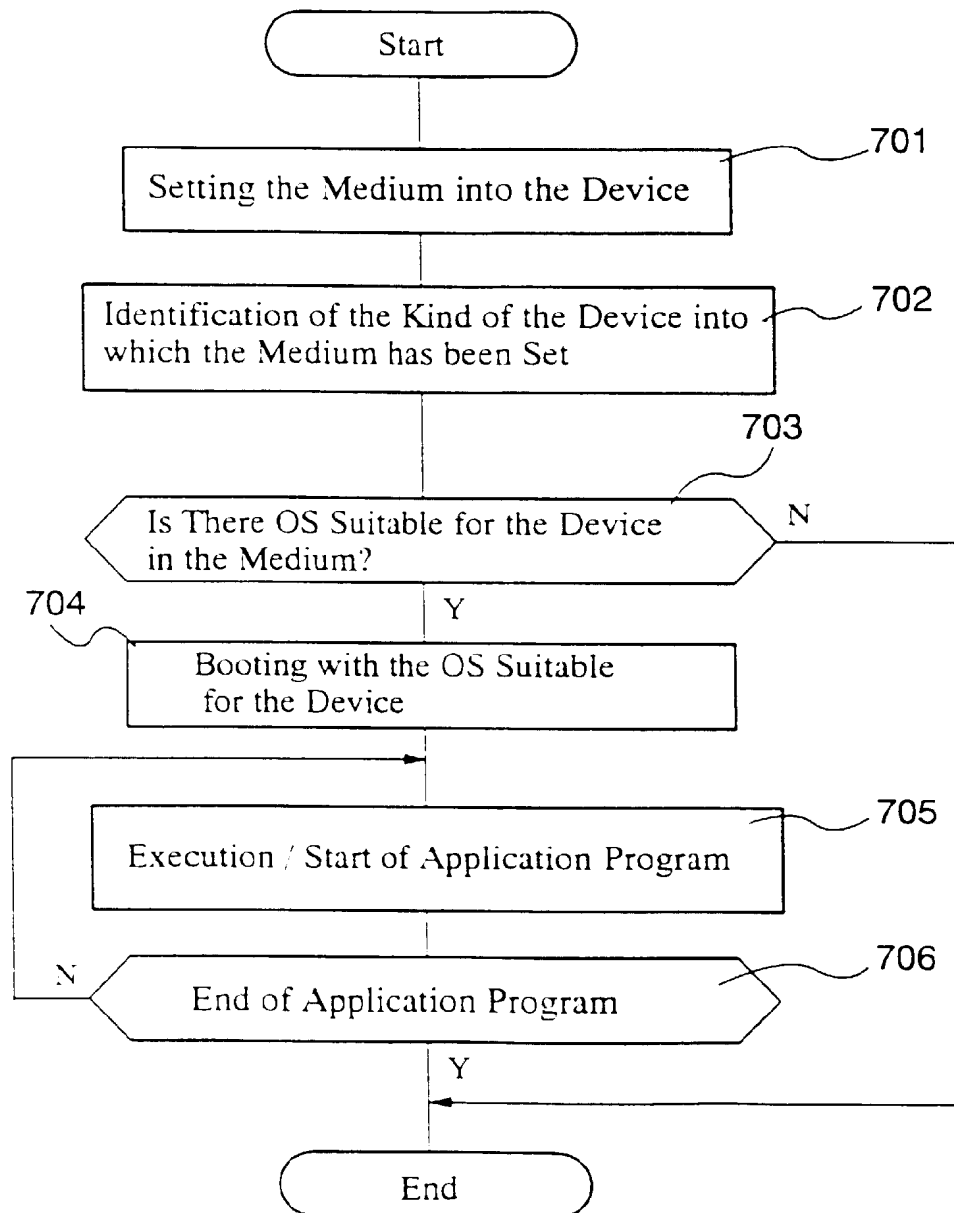 Start
701
Setting the Medium into the Device
702
Identification of the Kind of the Device into
which the Medium has been Set
703
Is There OS Suitable for the Device
in the Medium?
N
Y
704
Booting with the OS Suitable
for the Device
705
Execution / Start of Application Program
706
N
End of Application Program
Y
End